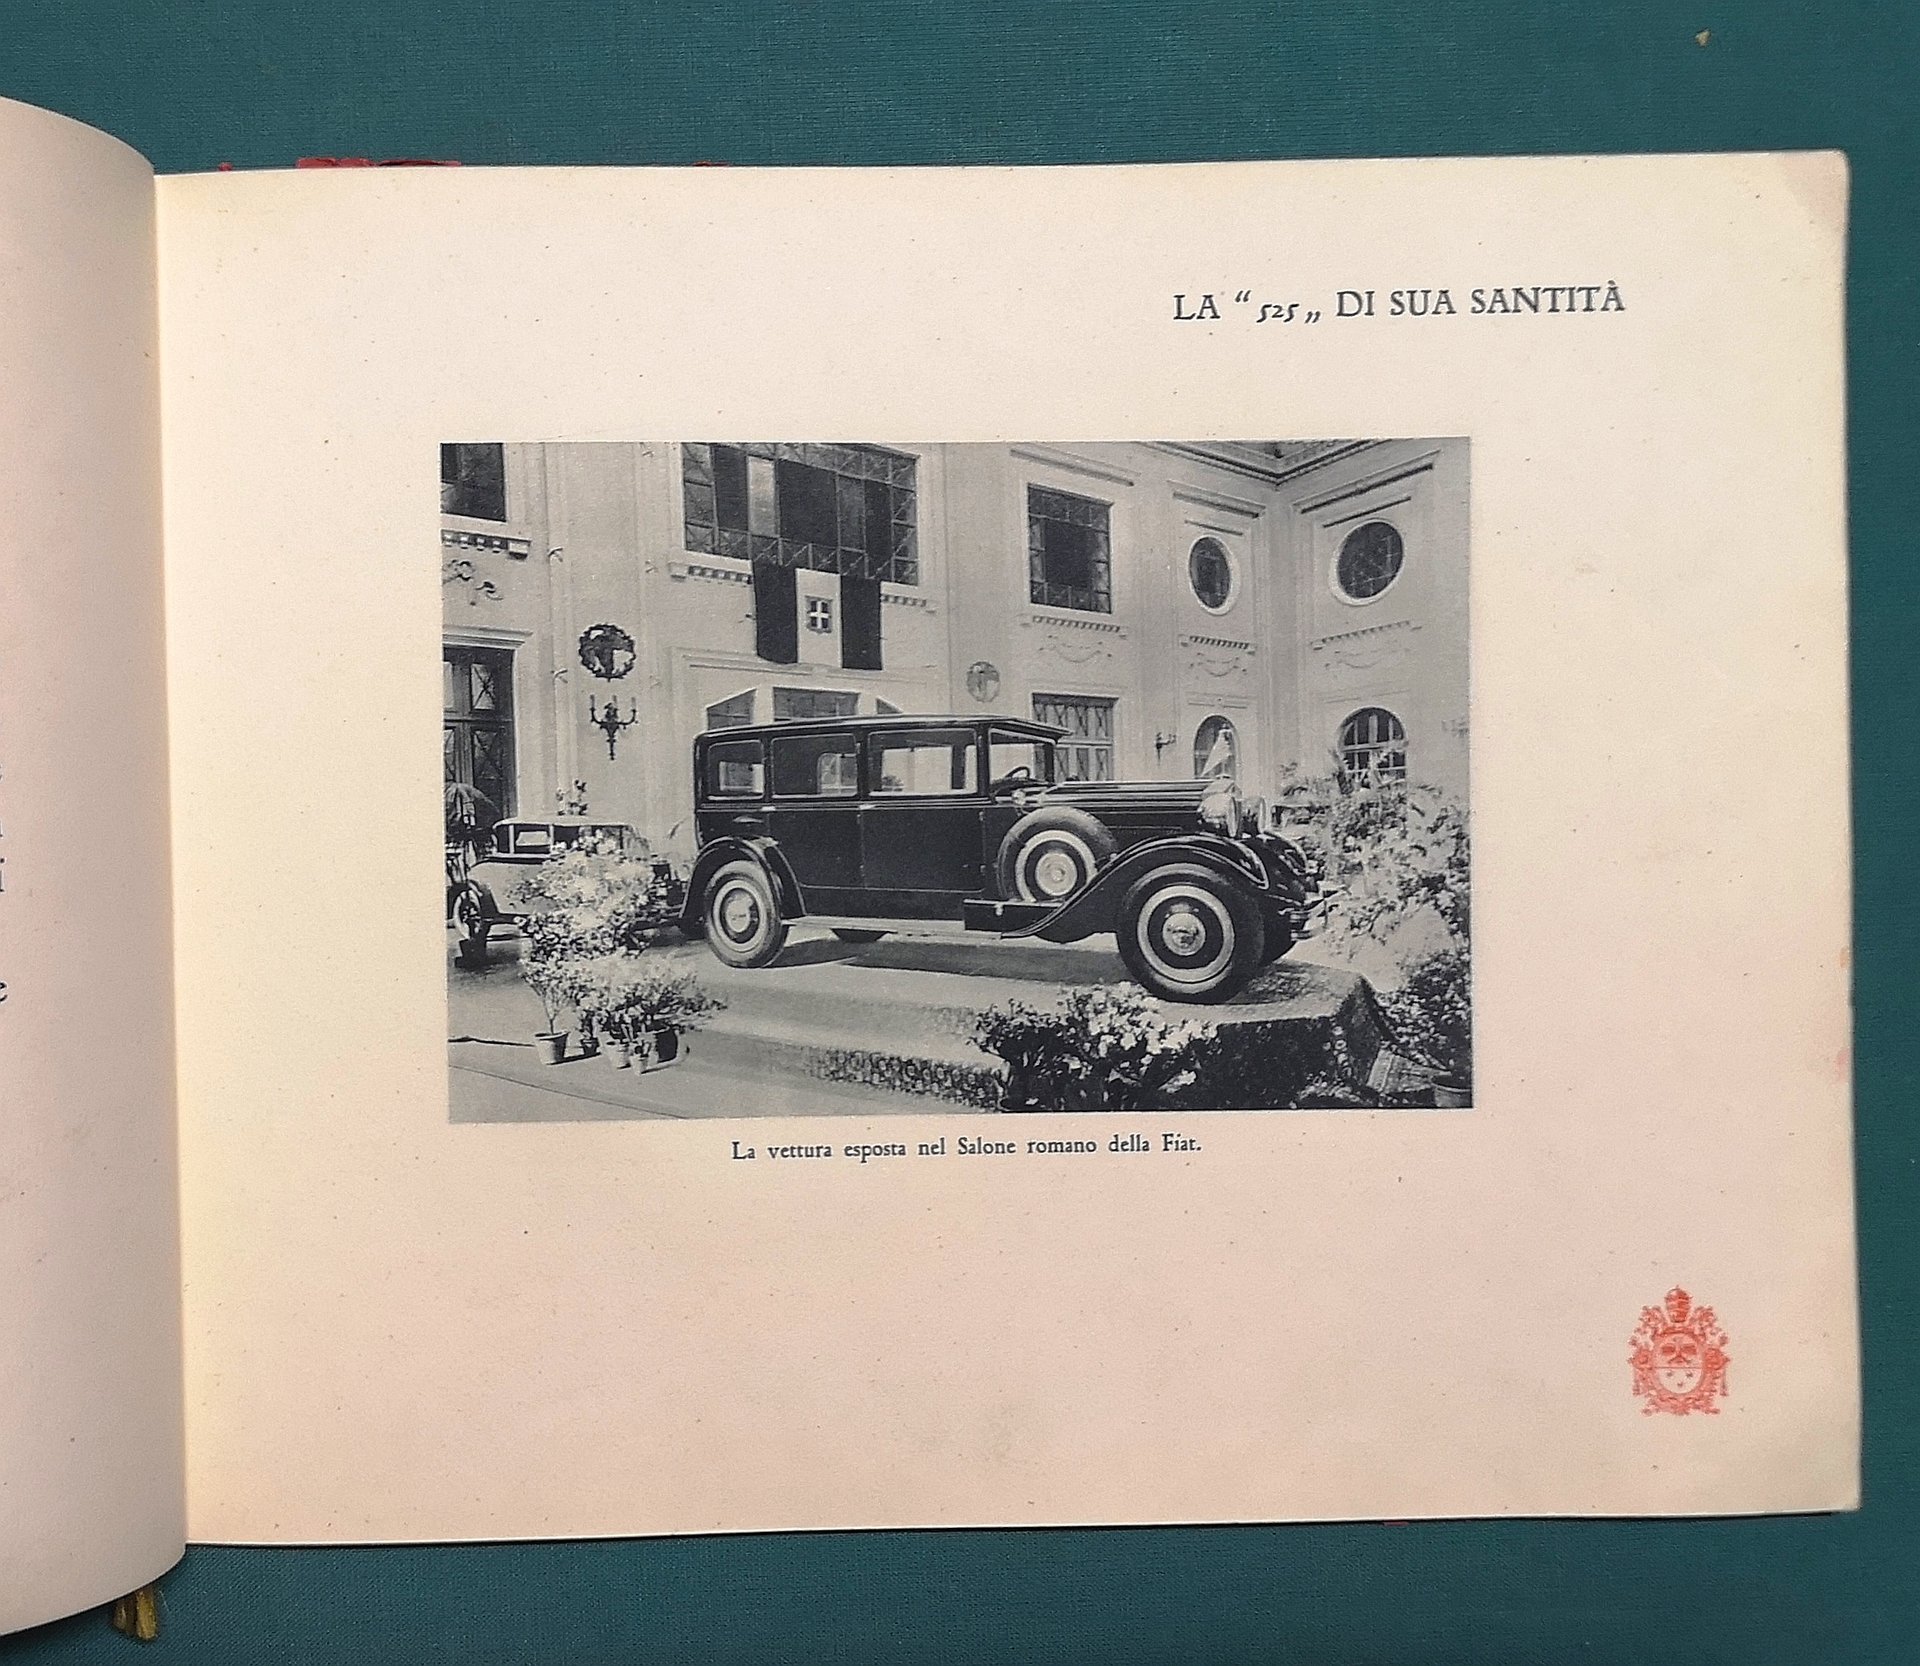 LA “ 525 „ DI SUA SANTITÀ
La vettura esposta nel Salone romano della Fiat.